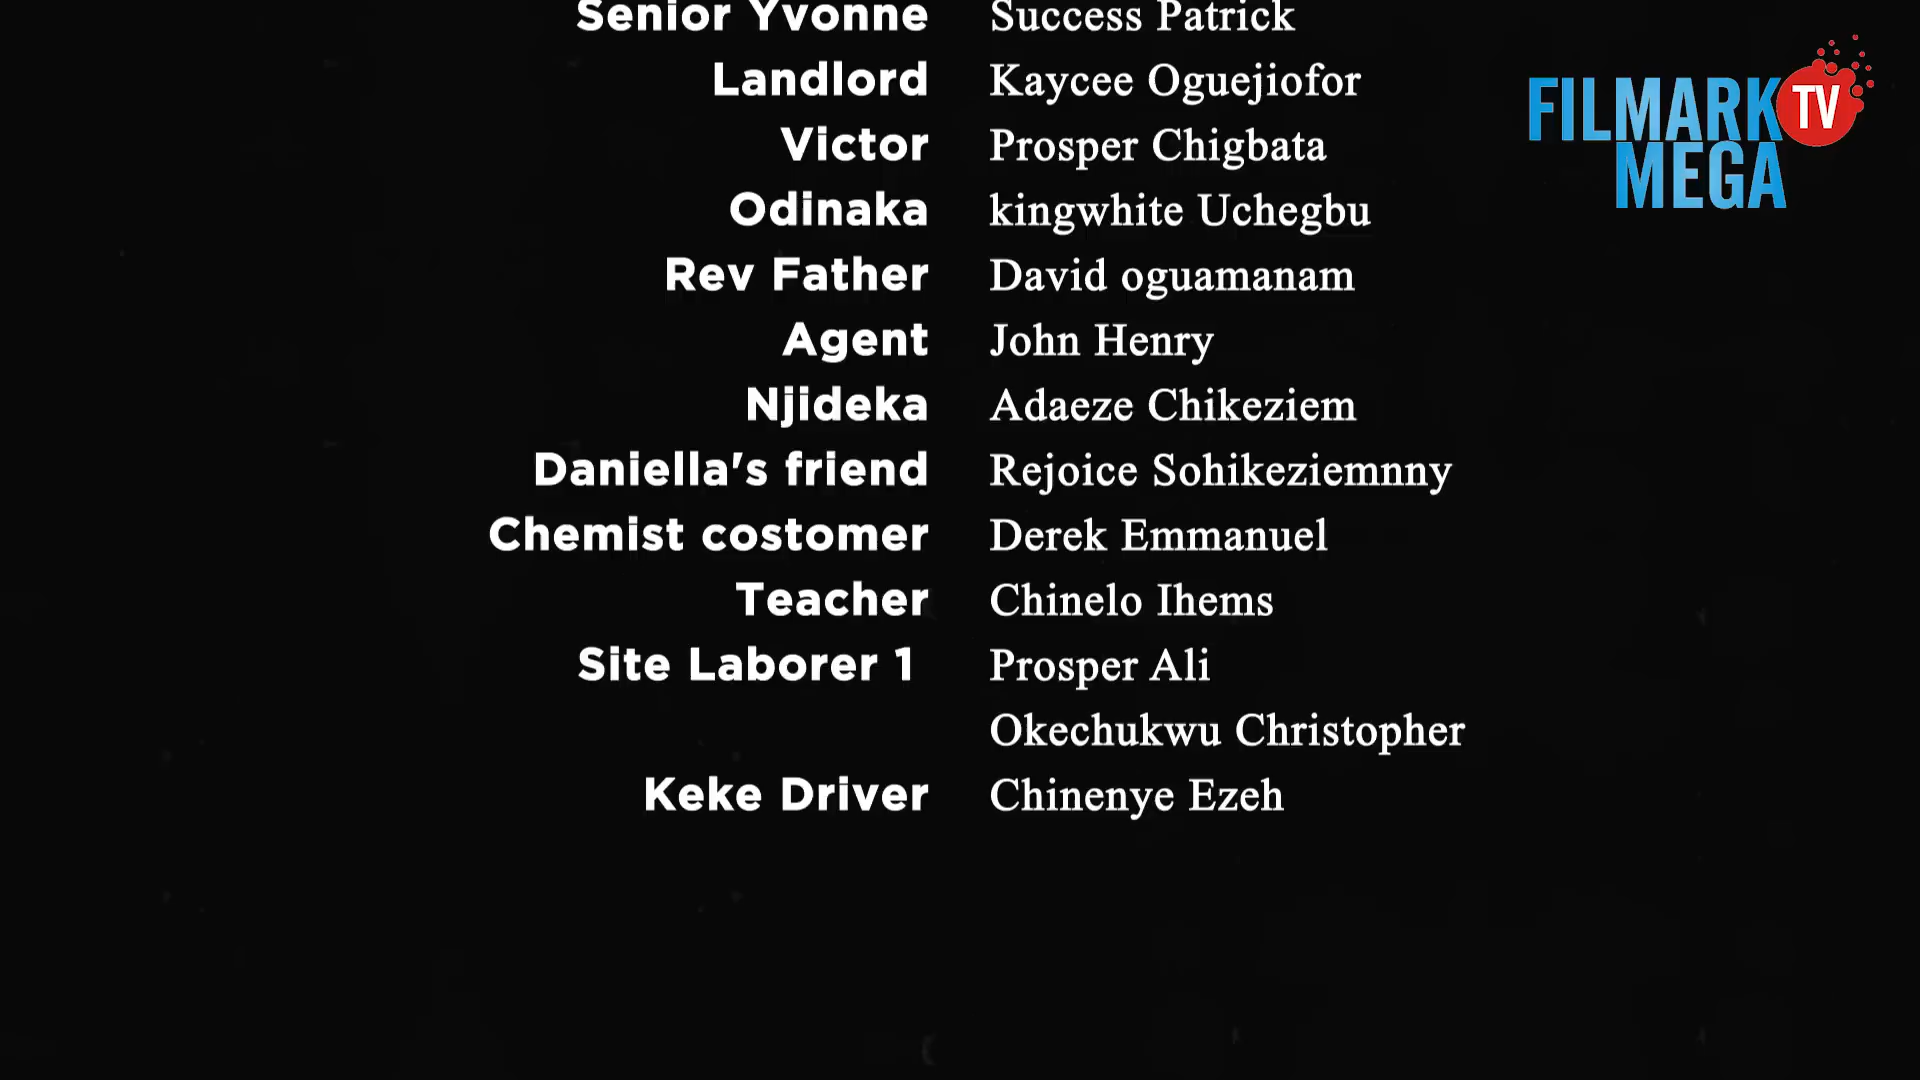 Senior Yvonne Success Patrick
Landlord Kaycee Oguejiofor
Victor Prosper Chigbata
Odinaka kingwhite Uchegbu
Rev Father David oguamanam
Agent John Henry
Njideka Adaeze Chikeziem
Daniella's friend Rejoice Sohikeziemnny
Chemist costomer Derek Emmanuel
Teacher Chinelo Ihems
Site Laborer 1 Prosper Ali
Okechukwu Christopher
Keke Driver Chinenye Ezeh
FILMARK TV
MEGA